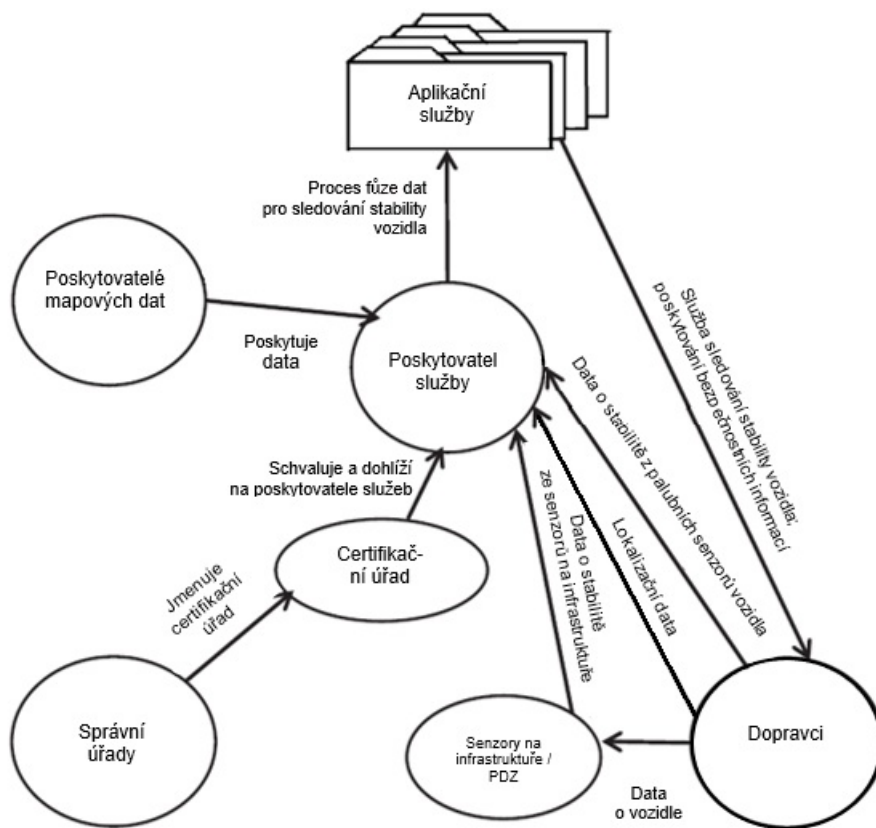 Aplikační
služby
Proces fůze dat
pro sledování stability
vozidla
Poskytovatelé
mapových dat
Poskytuje
data
Poskytovatel
služby
Služba sledování stability vozidla;
poskytování bezpečnostních informací
Data o stabilitě z palubních senzorů vozidla
Lokalizační data
Data o stabilitě
ze senzorů na infrastruktuře
Schvaluje a dohlíží
na poskytovatele služeb
Certifikač-
ní úřad
Jmenuje
certifikační
úřad
Správní
úřady
Senzory na
infrastruktuře /
PDZ
Dopravci
Data
o vozidle